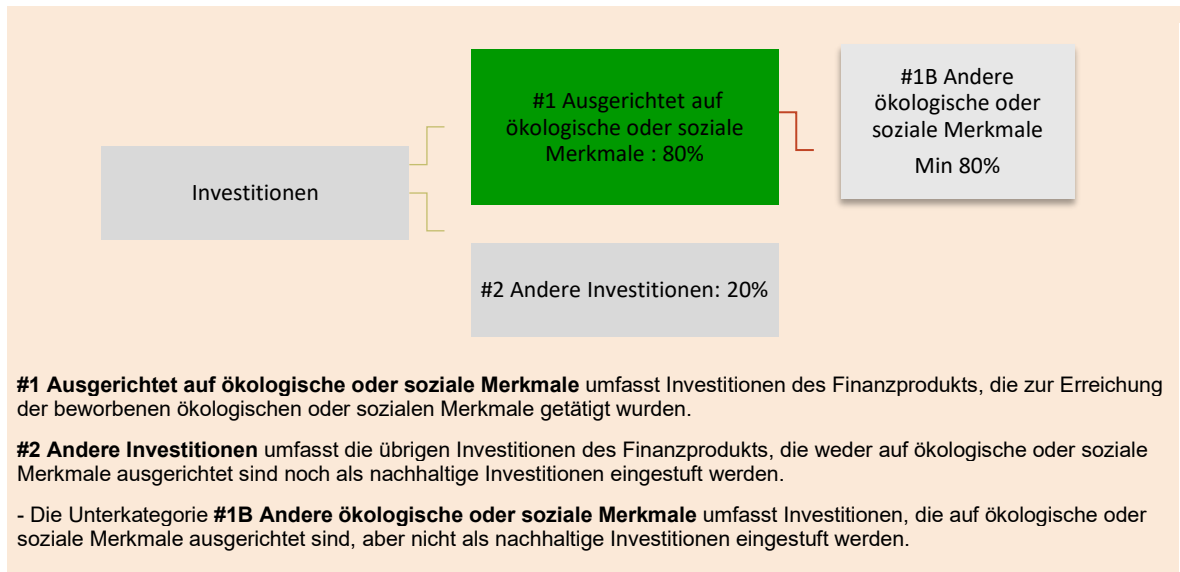 #1 Ausgerichtet auf
ökologische oder soziale
Merkmale : 80%
#1B Andere
ökologische oder
soziale Merkmale
Min 80%
Investitionen
#2 Andere Investitionen: 20%
#1 Ausgerichtet auf ökologische oder soziale Merkmale umfasst Investitionen des Finanzprodukts, die zur Erreichung
der beworbenen ökologischen oder sozialen Merkmale getätigt wurden.
#2 Andere Investitionen umfasst die übrigen Investitionen des Finanzprodukts, die weder auf ökologische oder soziale
Merkmale ausgerichtet sind noch als nachhaltige Investitionen eingestuft werden.
- Die Unterkategorie #1B Andere ökologische oder soziale Merkmale umfasst Investitionen, die auf ökologische oder
soziale Merkmale ausgerichtet sind, aber nicht als nachhaltige Investitionen eingestuft werden.